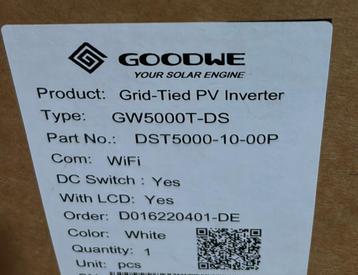 GOODWE
YOUR SOLAR ENGINE
Product: Grid-Tied PV Inverter
Type: GW5000T-DS
Part No.: DST5000-10-00P
Com: WiFi
DC Switch : Yes
With LCD: Yes
Order: D016220401-DE
Color: White
Quantity: 1
Unit: pcs